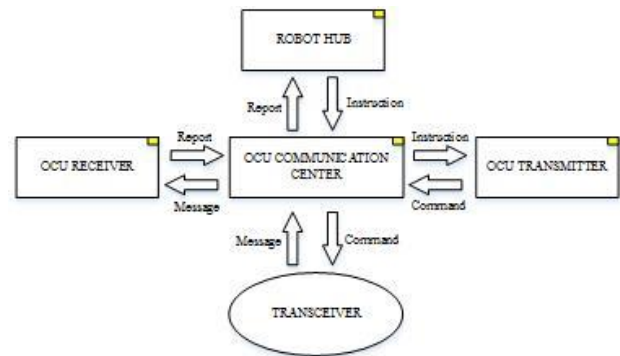 ROBOT HUB
Report
Instruction
Report
Instruction
OCU RECEIVER
OCU COMMUNICATION
CENTER
OCU TRANSMITTER
Message
Command
Message
Command
TRANSCEIVER